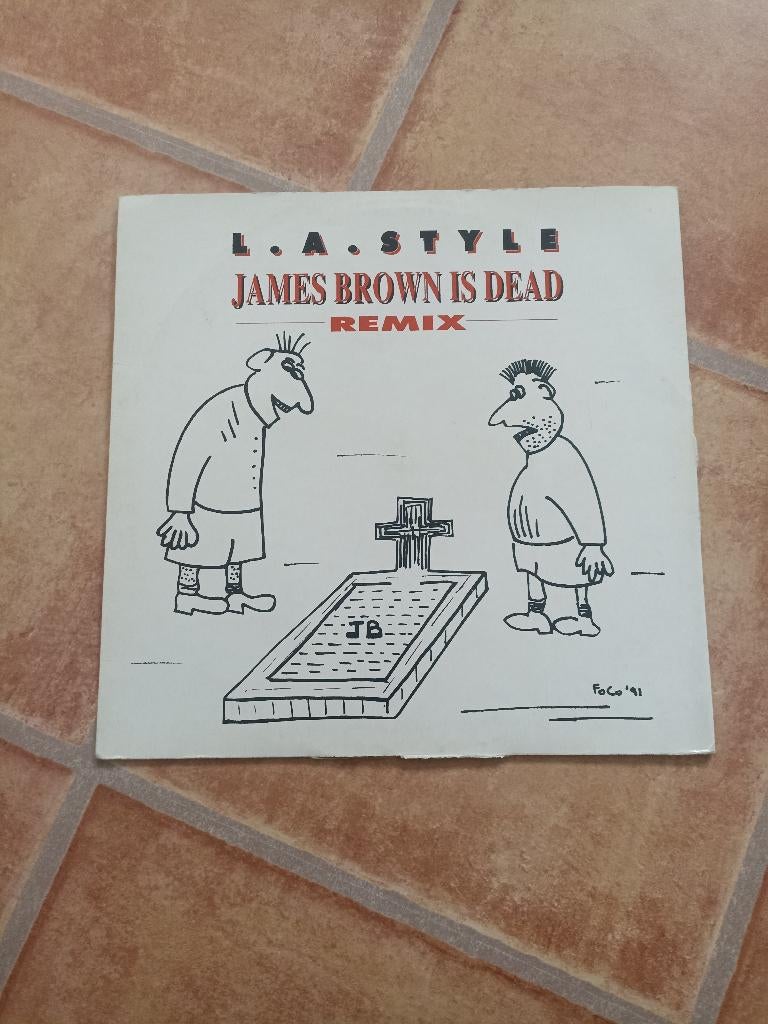 L.A.STYLE
JAMES BROWN IS DEAD
REMIX
JB
FoCo '91